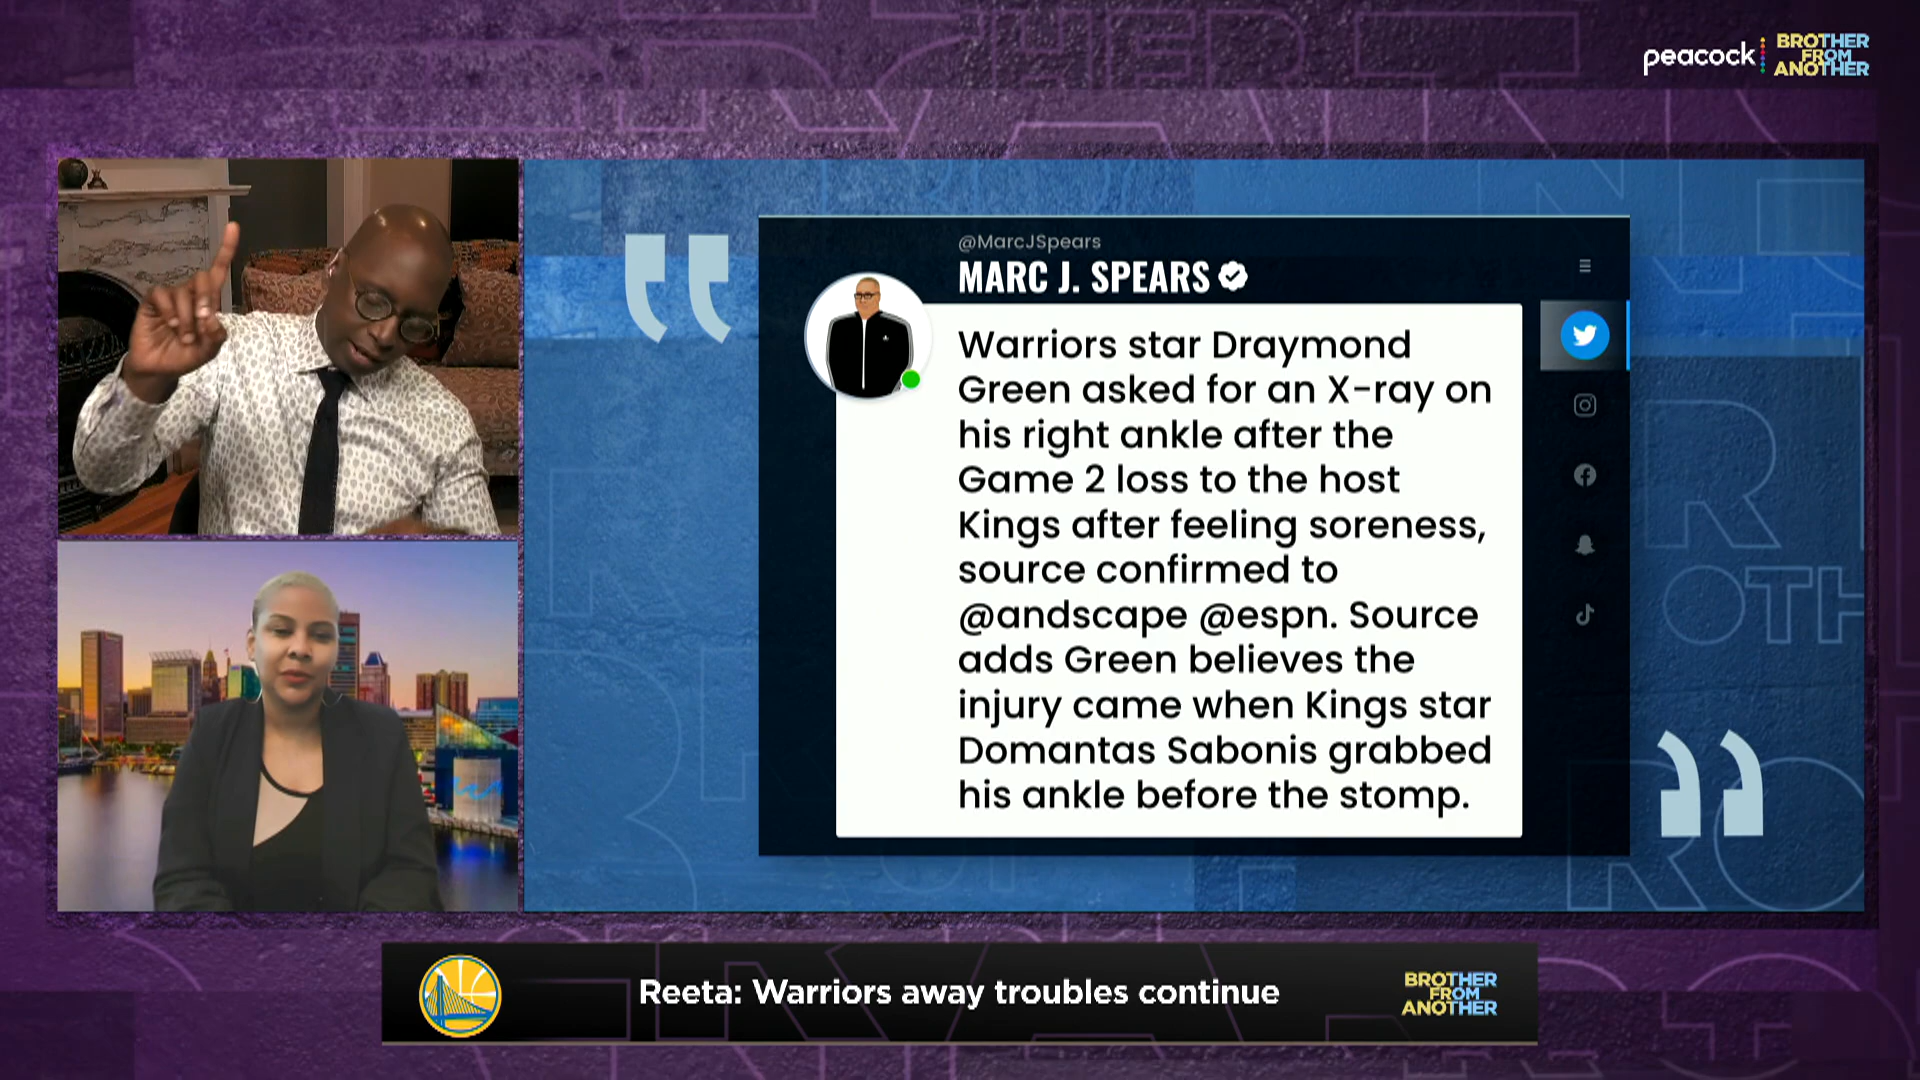 peacock
BROTHER
FROM
ANOTHER
@MarcJSpears
MARC J. SPEARS
Warriors star Draymond
Green asked for an X-ray on
his right ankle after the
Game 2 loss to the host
Kings after feeling soreness,
source confirmed to
@andscape @espn. Source
adds Green believes the
injury came when Kings star
Domantas Sabonis grabbed
his ankle before the stomp.
Reeta: Warriors away troubles continue
BROTHER
FROM
ANOTHER